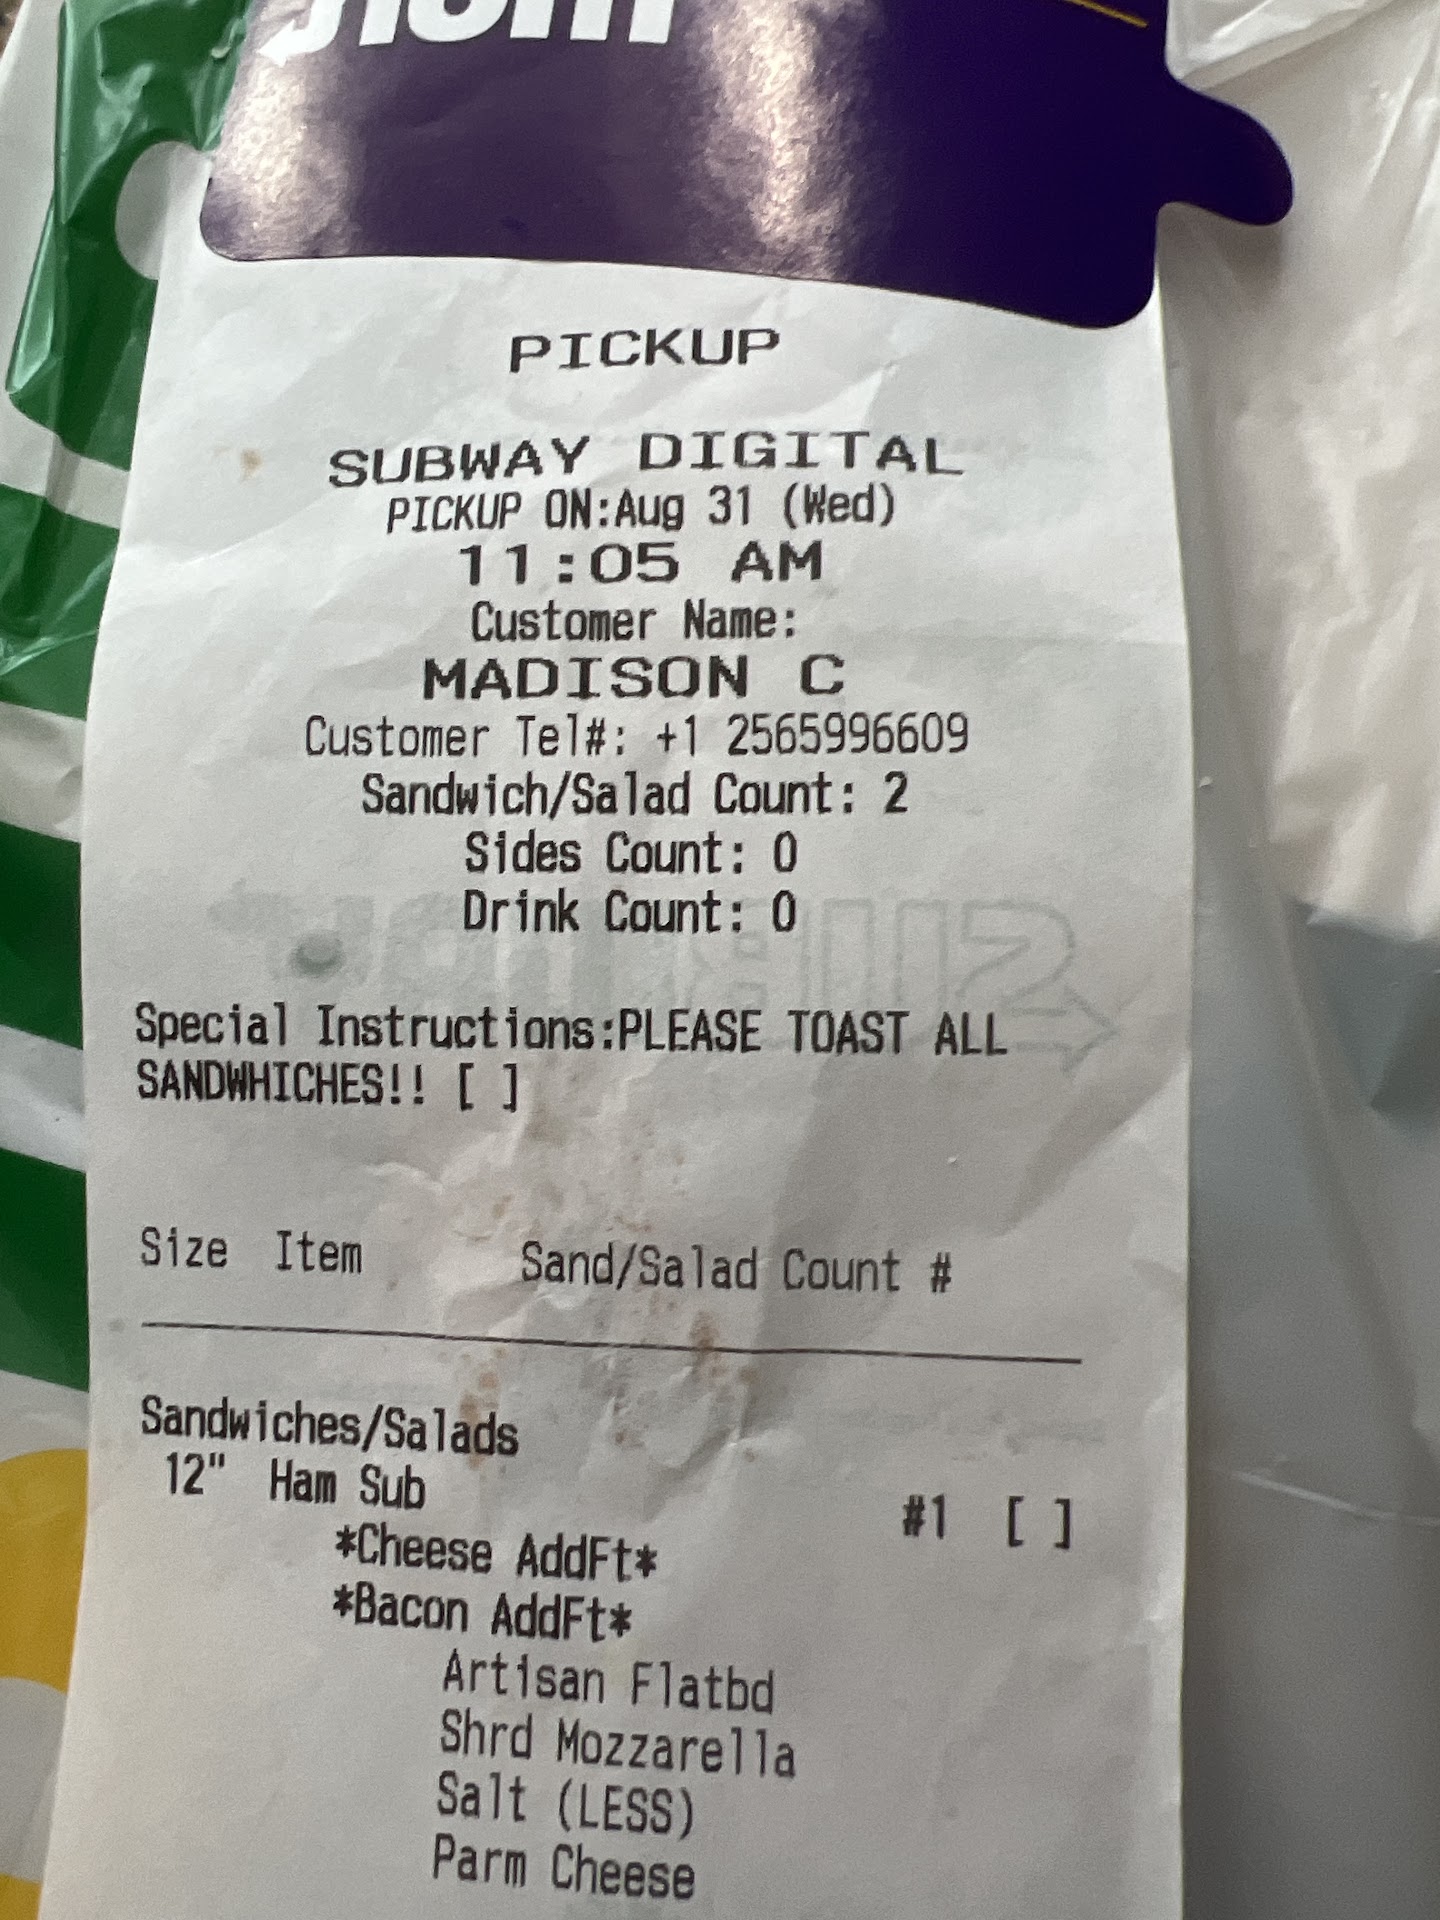 PICKUP
SUBWAY DIGITAL
PICKUP ON:Aug 31 (Wed)
11:05 AM
Customer Name:
MADISON C
Customer Tel#: +1 2565996609
Sandwich/Salad Count: 2
Sides Count: 0
Drink Count: 0
Special Instructions:PLEASE TOAST ALL
SANDWHICHES!! [ ]
Size Item Sand/Salad Count #
Sandwiches/Salads
12" Ham Sub #1 [ ]
*Cheese AddFt*
*Bacon AddFt*
Artisan Flatbd
Shrd Mozzarella
Salt (LESS)
Parm Cheese